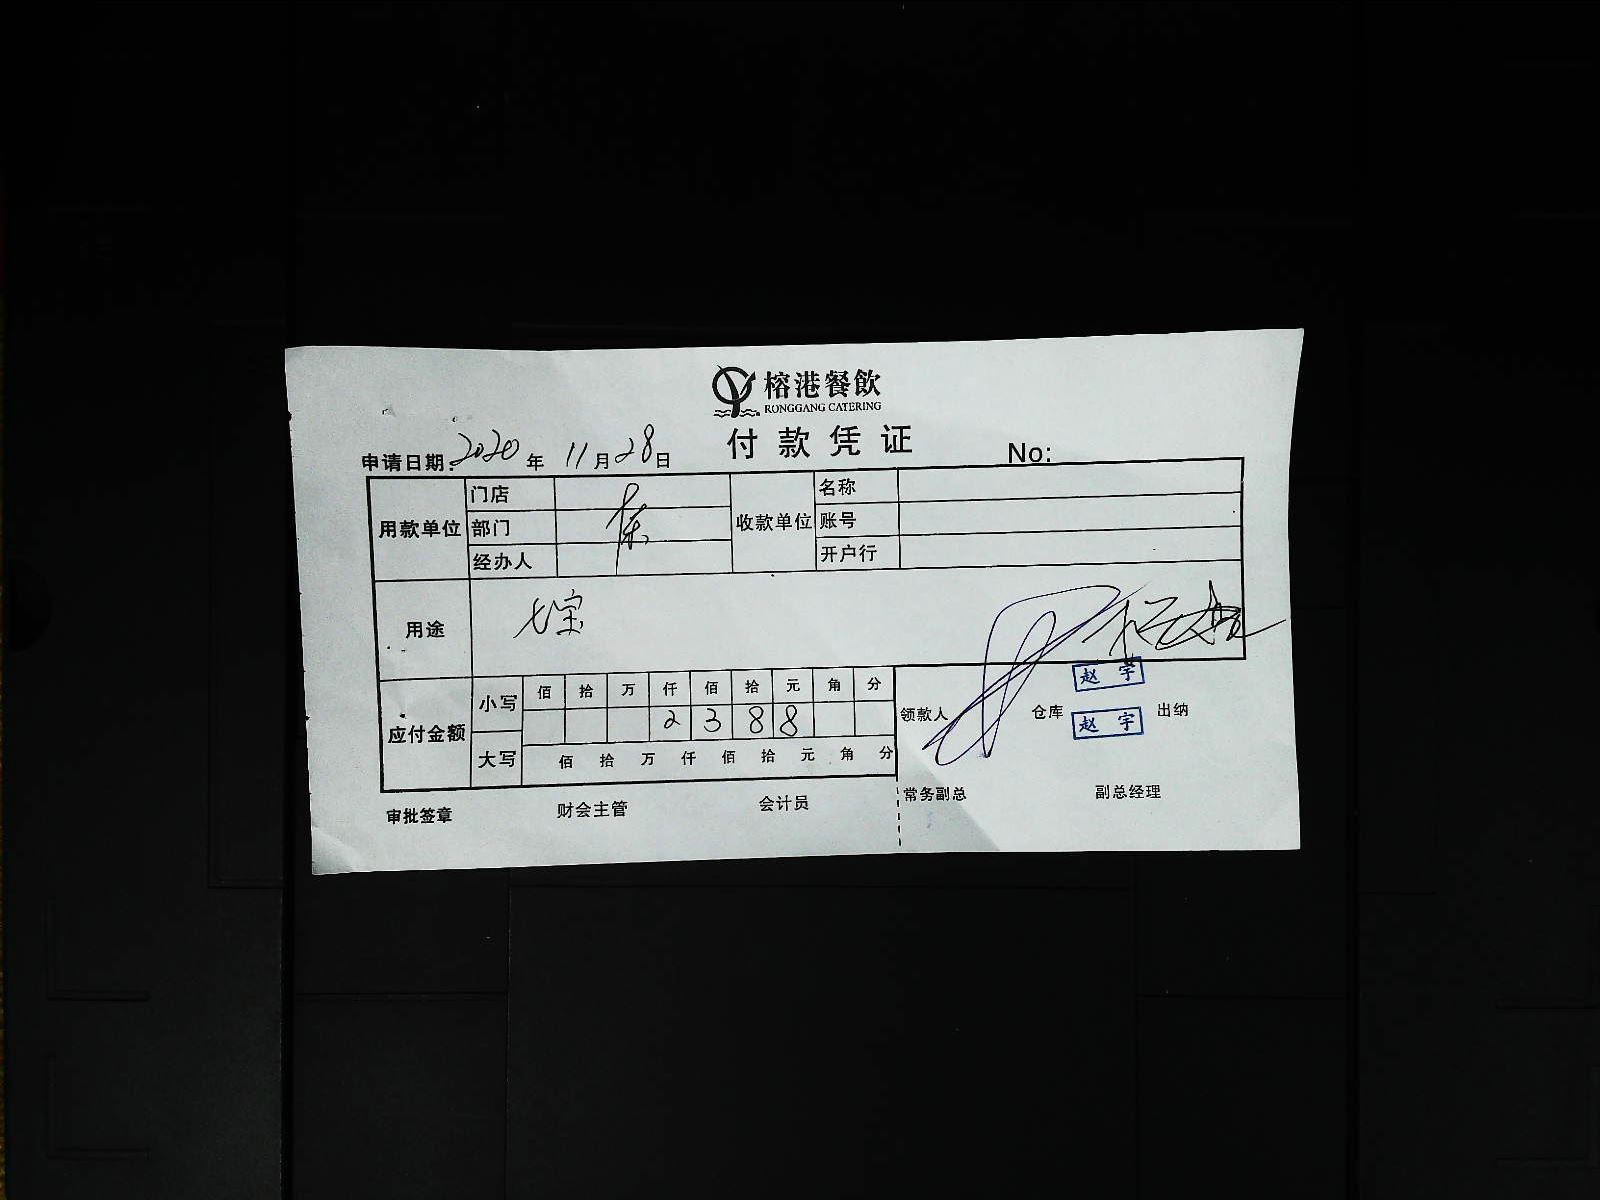 榕港餐飲
RONGGANG CATERING
付款凭证
申请日期: 2020 年 11 月 28 日 No:
用款单位 门店 收款单位 名称
部门 账号
经办人 开户行
用途 七宗
应付金额 小写 佰 拾 万 仟 佰 拾 元 角 分
2 3 8 8
大写 佰 拾 万 仟 佰 拾 元 角 分
赵宇
领款人 仓库 出纳
赵宇
审批签章 财会主管 会计员 常务副总 副总经理